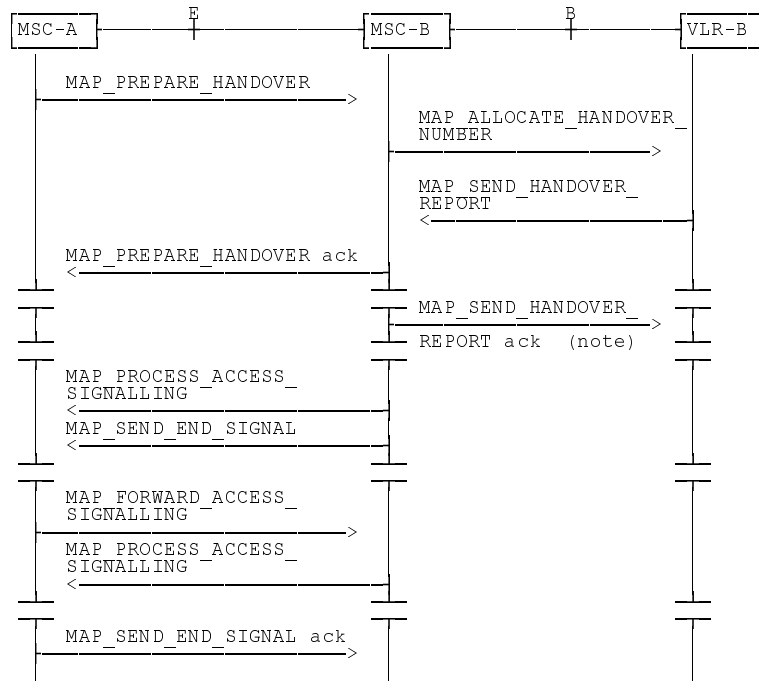 E
B
MSC-A
MSC-B
VLR-B
MAP_PREPARE_HANDOVER
MAP_ALLOCATE_HANDOVER_
NUMBER
MAP_SEND_HANDOVER_
REPORT
MAP_PREPARE_HANDOVER ack
MAP_SEND_HANDOVER_
REPORT ack (note)
MAP_PROCESS_ACCESS_
SIGNALLING
MAP_SEND_END_SIGNAL
MAP_FORWARD_ACCESS_
SIGNALLING
MAP_PROCESS_ACCESS_
SIGNALLING
MAP_SEND_END_SIGNAL ack